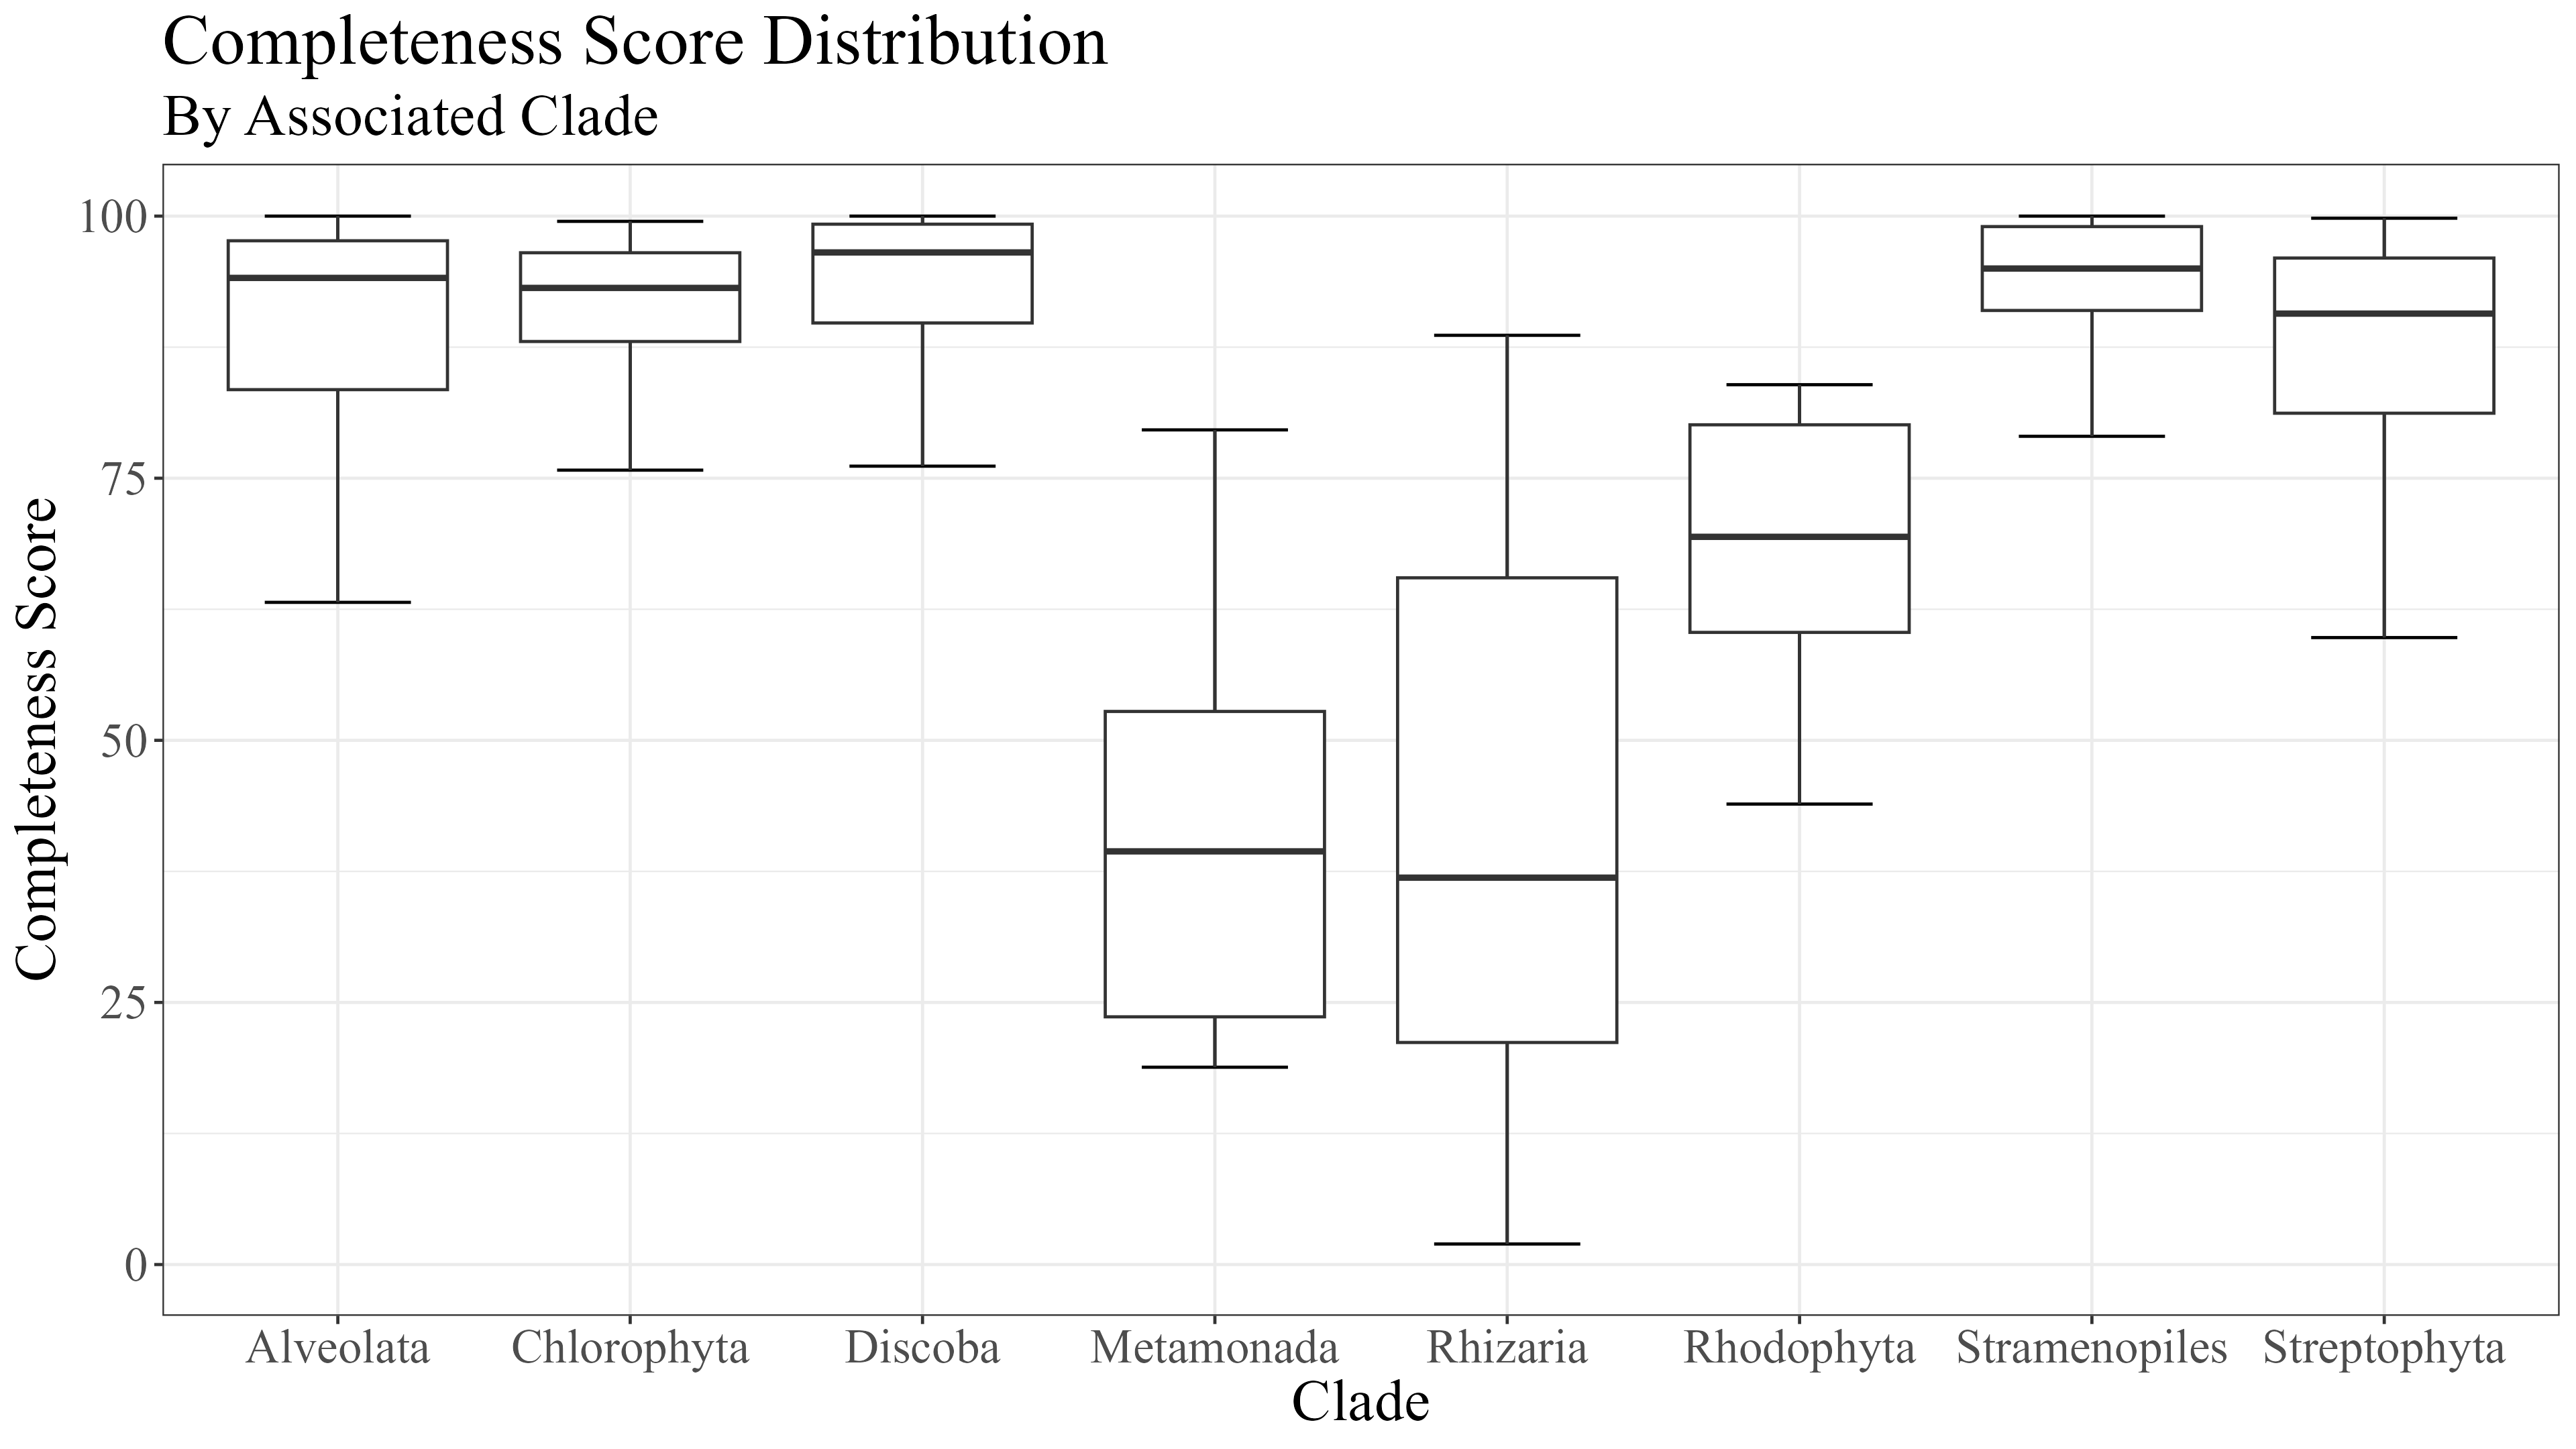 Completeness Score Distribution
By Associated Clade
Completeness Score
100
75
50
25
0
Alveolata Chlorophyta Discoba Metamonada Rhizaria Rhodophyta Stramenopiles Streptophyta
Clade